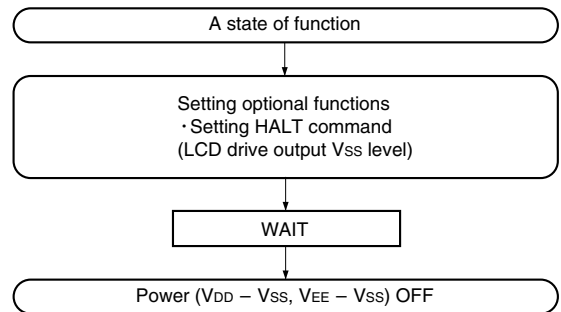 A state of function
Setting optional functions
・Setting HALT command
(LCD drive output VSS level)
WAIT
Power (VDD – VSS, VEE – VSS) OFF